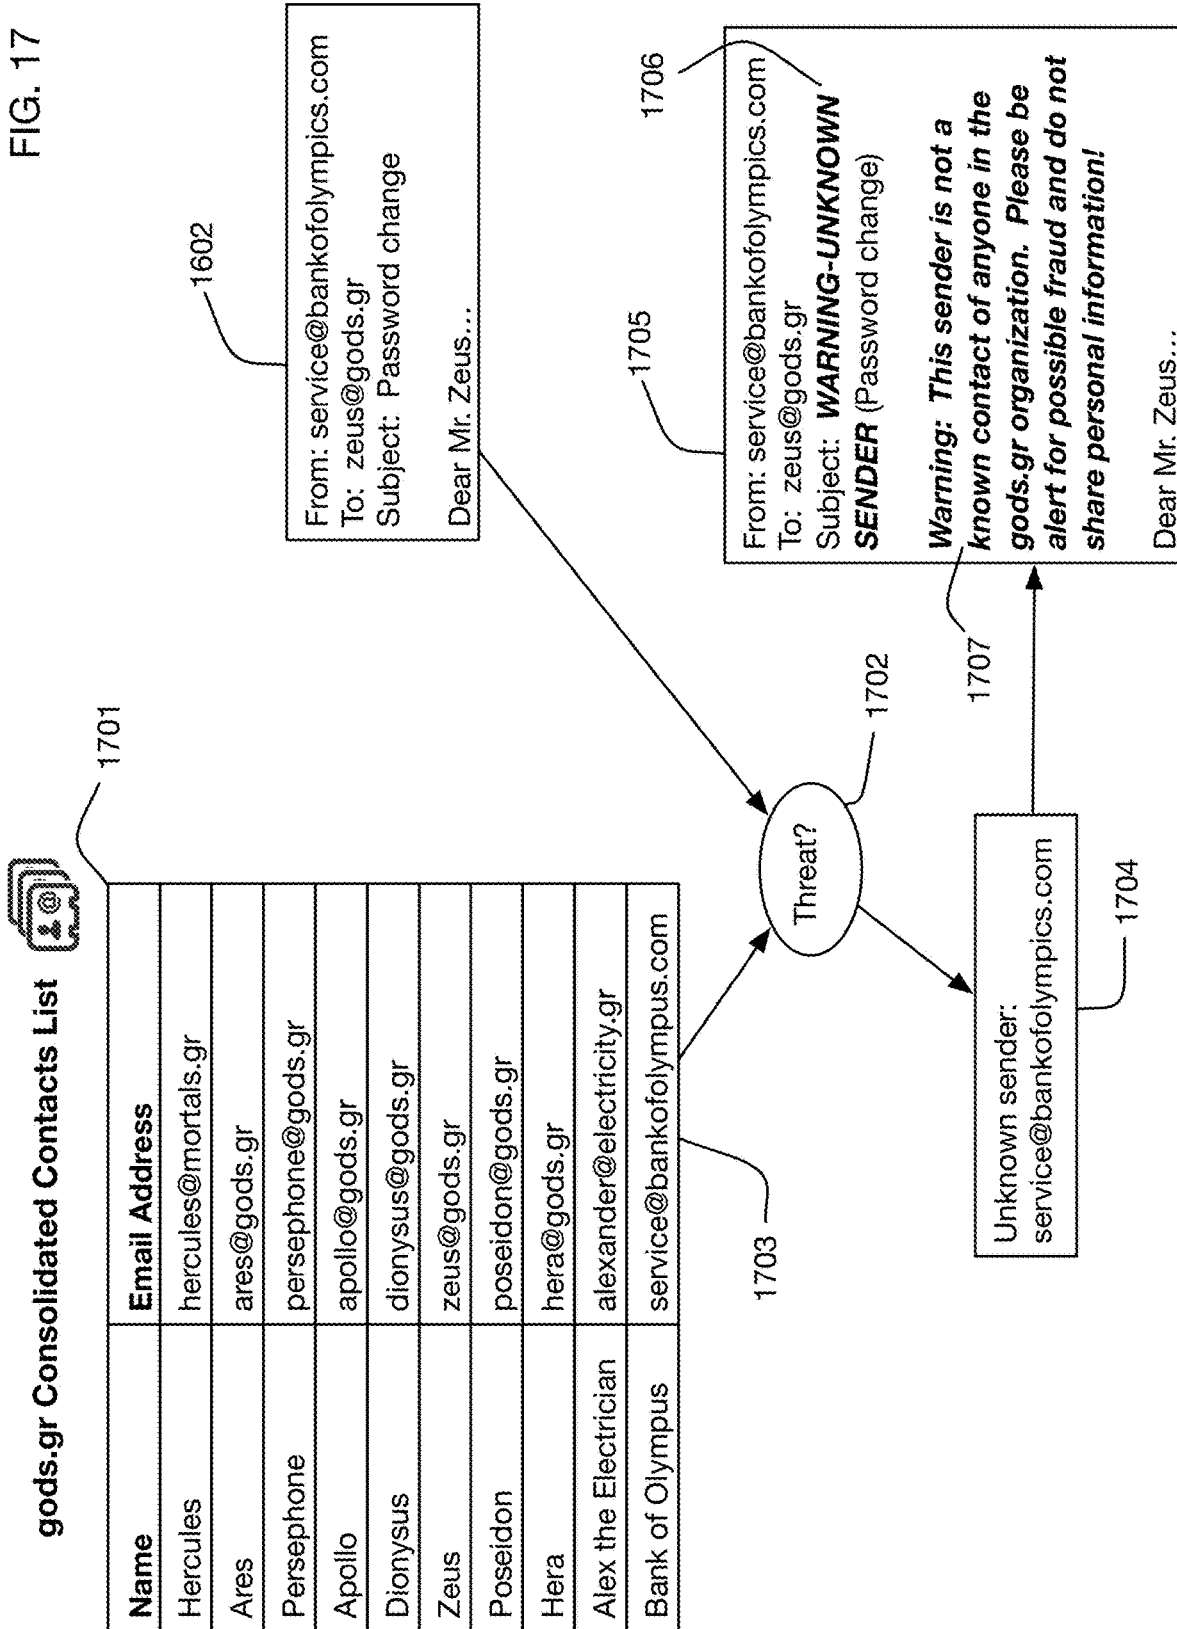 FIG. 17
gods.gr Consolidated Contacts List
@
1701
Name Email Address
Hercules hercules@mortals.gr
Ares ares@gods.gr
Persephone persephone@gods.gr
Apollo apollo@gods.gr
Dionysus dionysus@gods.gr
Zeus zeus@gods.gr
Poseidon poseidon@gods.gr
Hera hera@gods.gr
Alex the Electrician alexander@electricity.gr
Bank of Olympus service@bankofolympus.com
1703
1602
From: service@bankofolympics.com
To: zeus@gods.gr
Subject: Password change
Dear Mr. Zeus...
Threat?
1702
Unknown sender:
service@bankofolympics.com
1704
1705
1706
From: service@bankofolympics.com
To: zeus@gods.gr
Subject: WARNING-UNKNOWN
SENDER (Password change)
Warning: This sender is not a
known contact of anyone in the
gods.gr organization. Please be
alert for possible fraud and do not
share personal information!
Dear Mr. Zeus...
1707